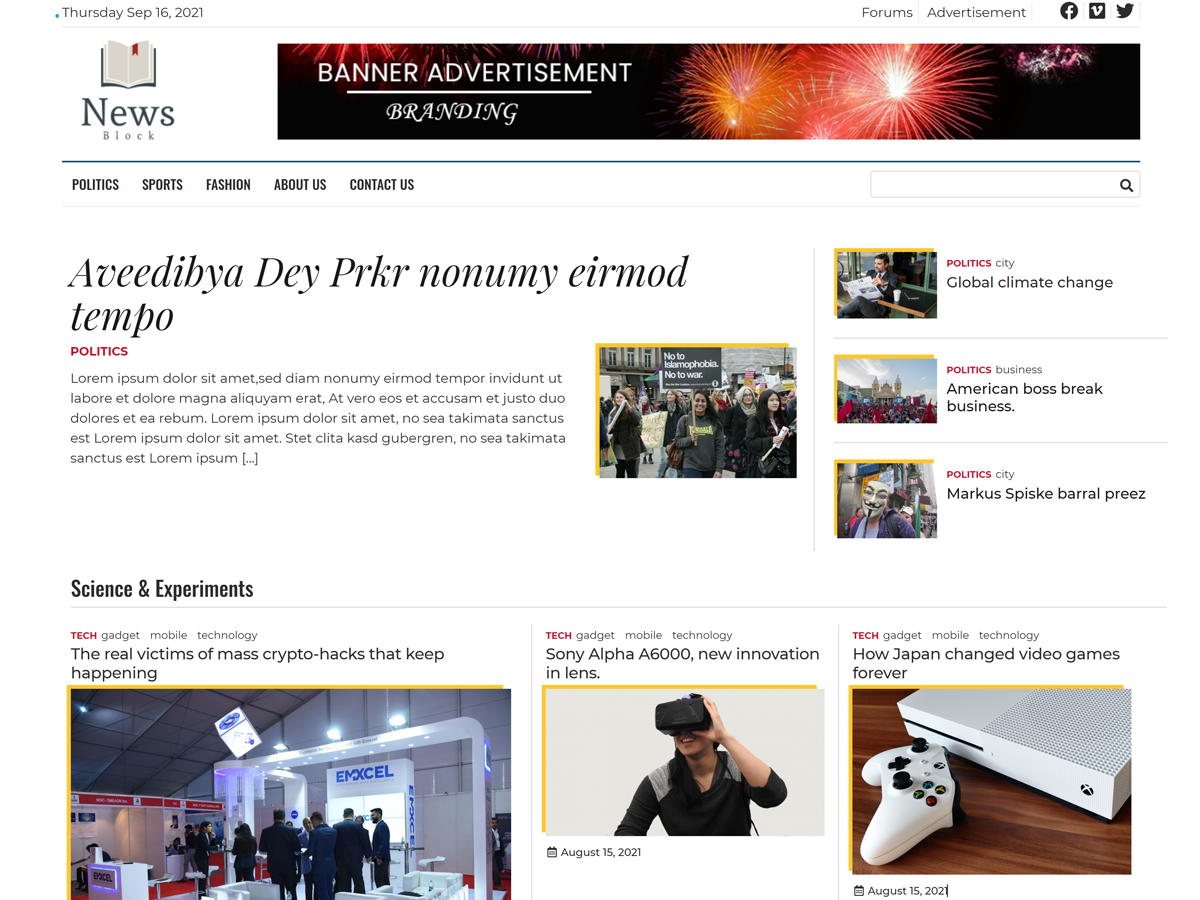 Thursday Sep 16, 2021
Forums
Advertisement
News
Block
BANNER ADVERTISEMENT
BRANDING
POLITICS
SPORTS
FASHION
ABOUT US
CONTACT US
Aveedibya Dey Prkr nonumy eirmod
tempo
POLITICS
Lorem ipsum dolor sit amet,sed diam nonumy eirmod tempor invidunt ut
labore et dolore magna aliquyam erat, At vero eos et accusam et justo duo
dolores et ea rebum. Lorem ipsum dolor sit amet, no sea takimata sanctus
est Lorem ipsum dolor sit amet. Stet clita kasd gubergren, no sea takimata
sanctus est Lorem ipsum [...]
No to
Islamophobia.
No to war.
POLITICS city
Global climate change
POLITICS business
American boss break
business.
POLITICS city
Markus Spiske barral preez
Science & Experiments
TECH gadget mobile technology
The real victims of mass crypto-hacks that keep
happening
EMXCEL
EMXCEL
TECH gadget mobile technology
Sony Alpha A6000, new innovation
in lens.
August 15, 2021
TECH gadget mobile technology
How Japan changed video games
forever
August 15, 2021